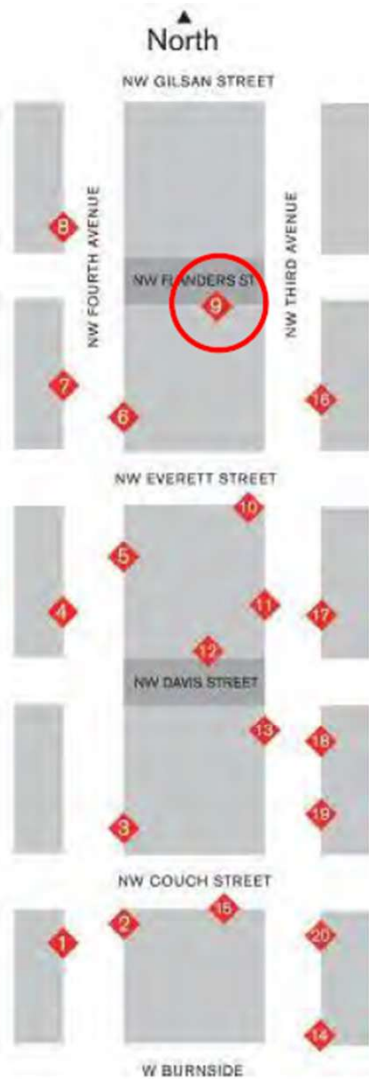 North
NW GILSAN STREET
8
NW FOURTH AVENUE
NW THIRD AVENUE
NW FLANDERS ST
9
7
16
6
NW EVERETT STREET
10
5
11
4
17
12
NW DAVIS STREET
13
18
19
3
NW COUCH STREET
15
2
20
1
14
W BURNSIDE